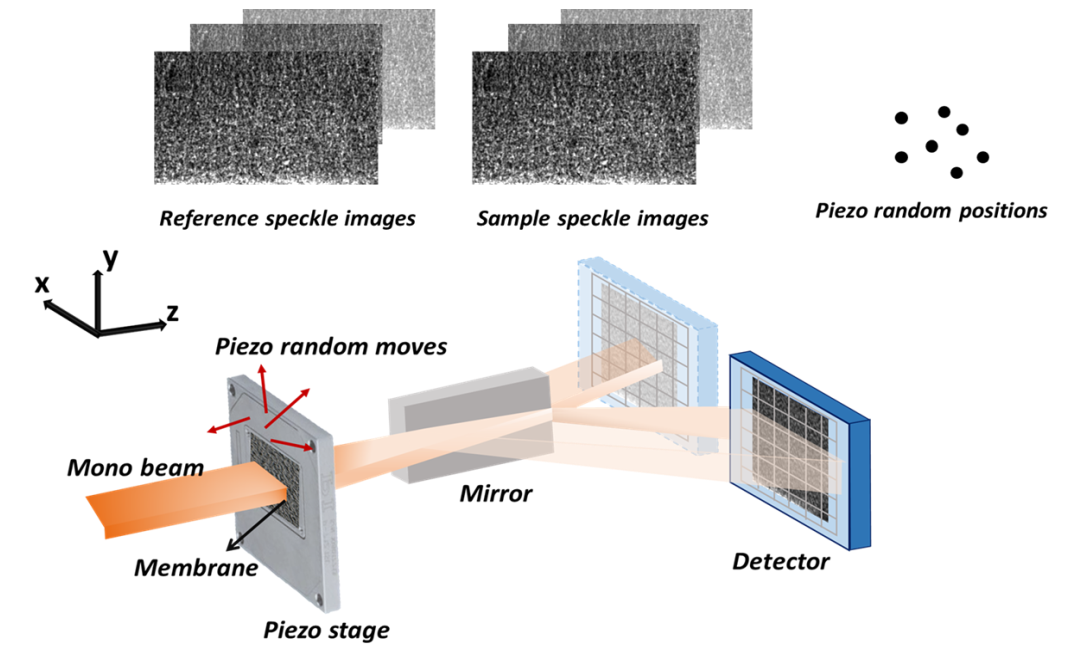 Reference speckle images
Sample speckle images
Piezo random positions
y
x
z
Piezo random moves
Mono beam
Mirror
Membrane
Detector
Piezo stage